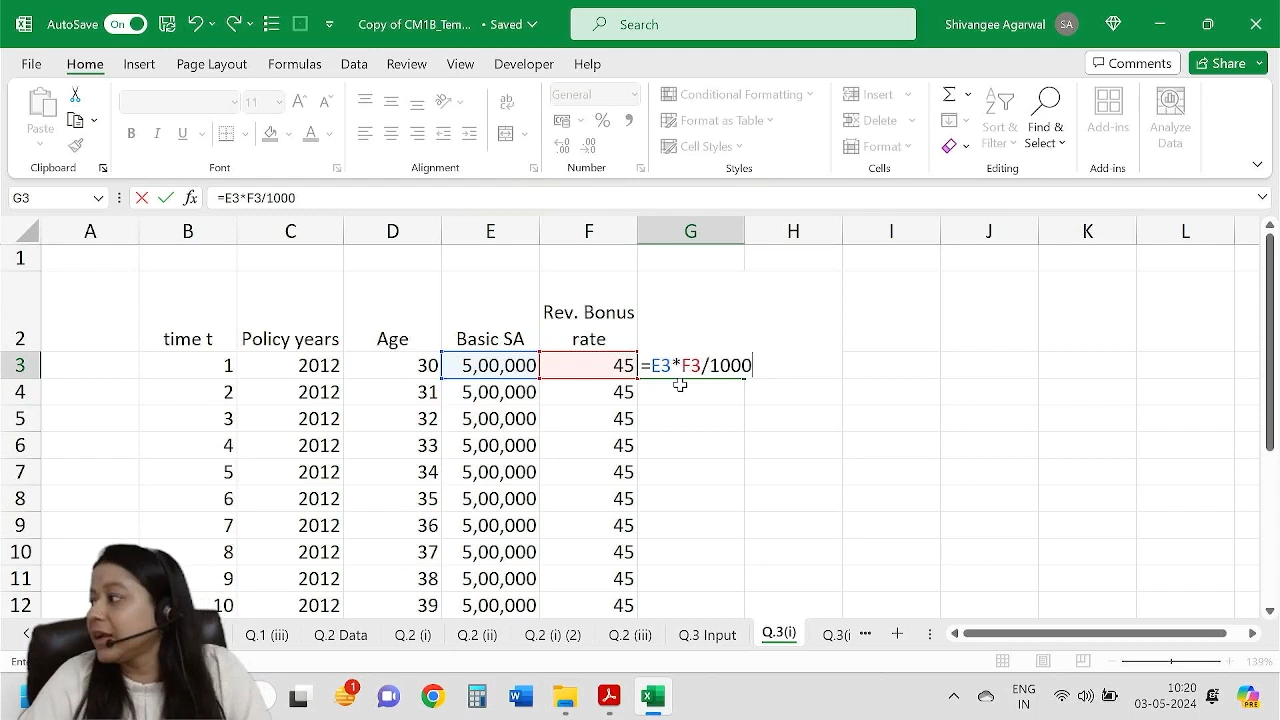 AutoSave On Copy of CM1B_Tem... • Saved Search Shivangee Agarwal SA
File Home Insert Page Layout Formulas Data Review View Developer Help Comments Share
Paste 11 General Conditional Formatting Insert Sort & Filter Find & Select Add-ins Analyze Data
B I U A % Format as Table Delete
Cell Styles Format
Clipboard Font Alignment Number Styles Cells Editing Add-ins
G3 fx =E3*F3/1000
A B C D E F G H I J K L
1
2 time t Policy years Age Basic SA Rev. Bonus rate
3 1 2012 30 5,00,000 45 =E3*F3/1000
4 2 2012 31 5,00,000 45
5 3 2012 32 5,00,000 45
6 4 2012 33 5,00,000 45
7 5 2012 34 5,00,000 45
8 6 2012 35 5,00,000 45
9 7 2012 36 5,00,000 45
10 8 2012 37 5,00,000 45
11 9 2012 38 5,00,000 45
12 10 2012 39 5,00,000 45
Q.1 (iii) Q.2 Data Q.2 (i) Q.2 (ii) Q.2 (i) (2) Q.2 (iii) Q.3 Input Q.3(i) Q.3(i ...
Ente 139%
1 W ENG IN 10:20 03-05-2024 PRE